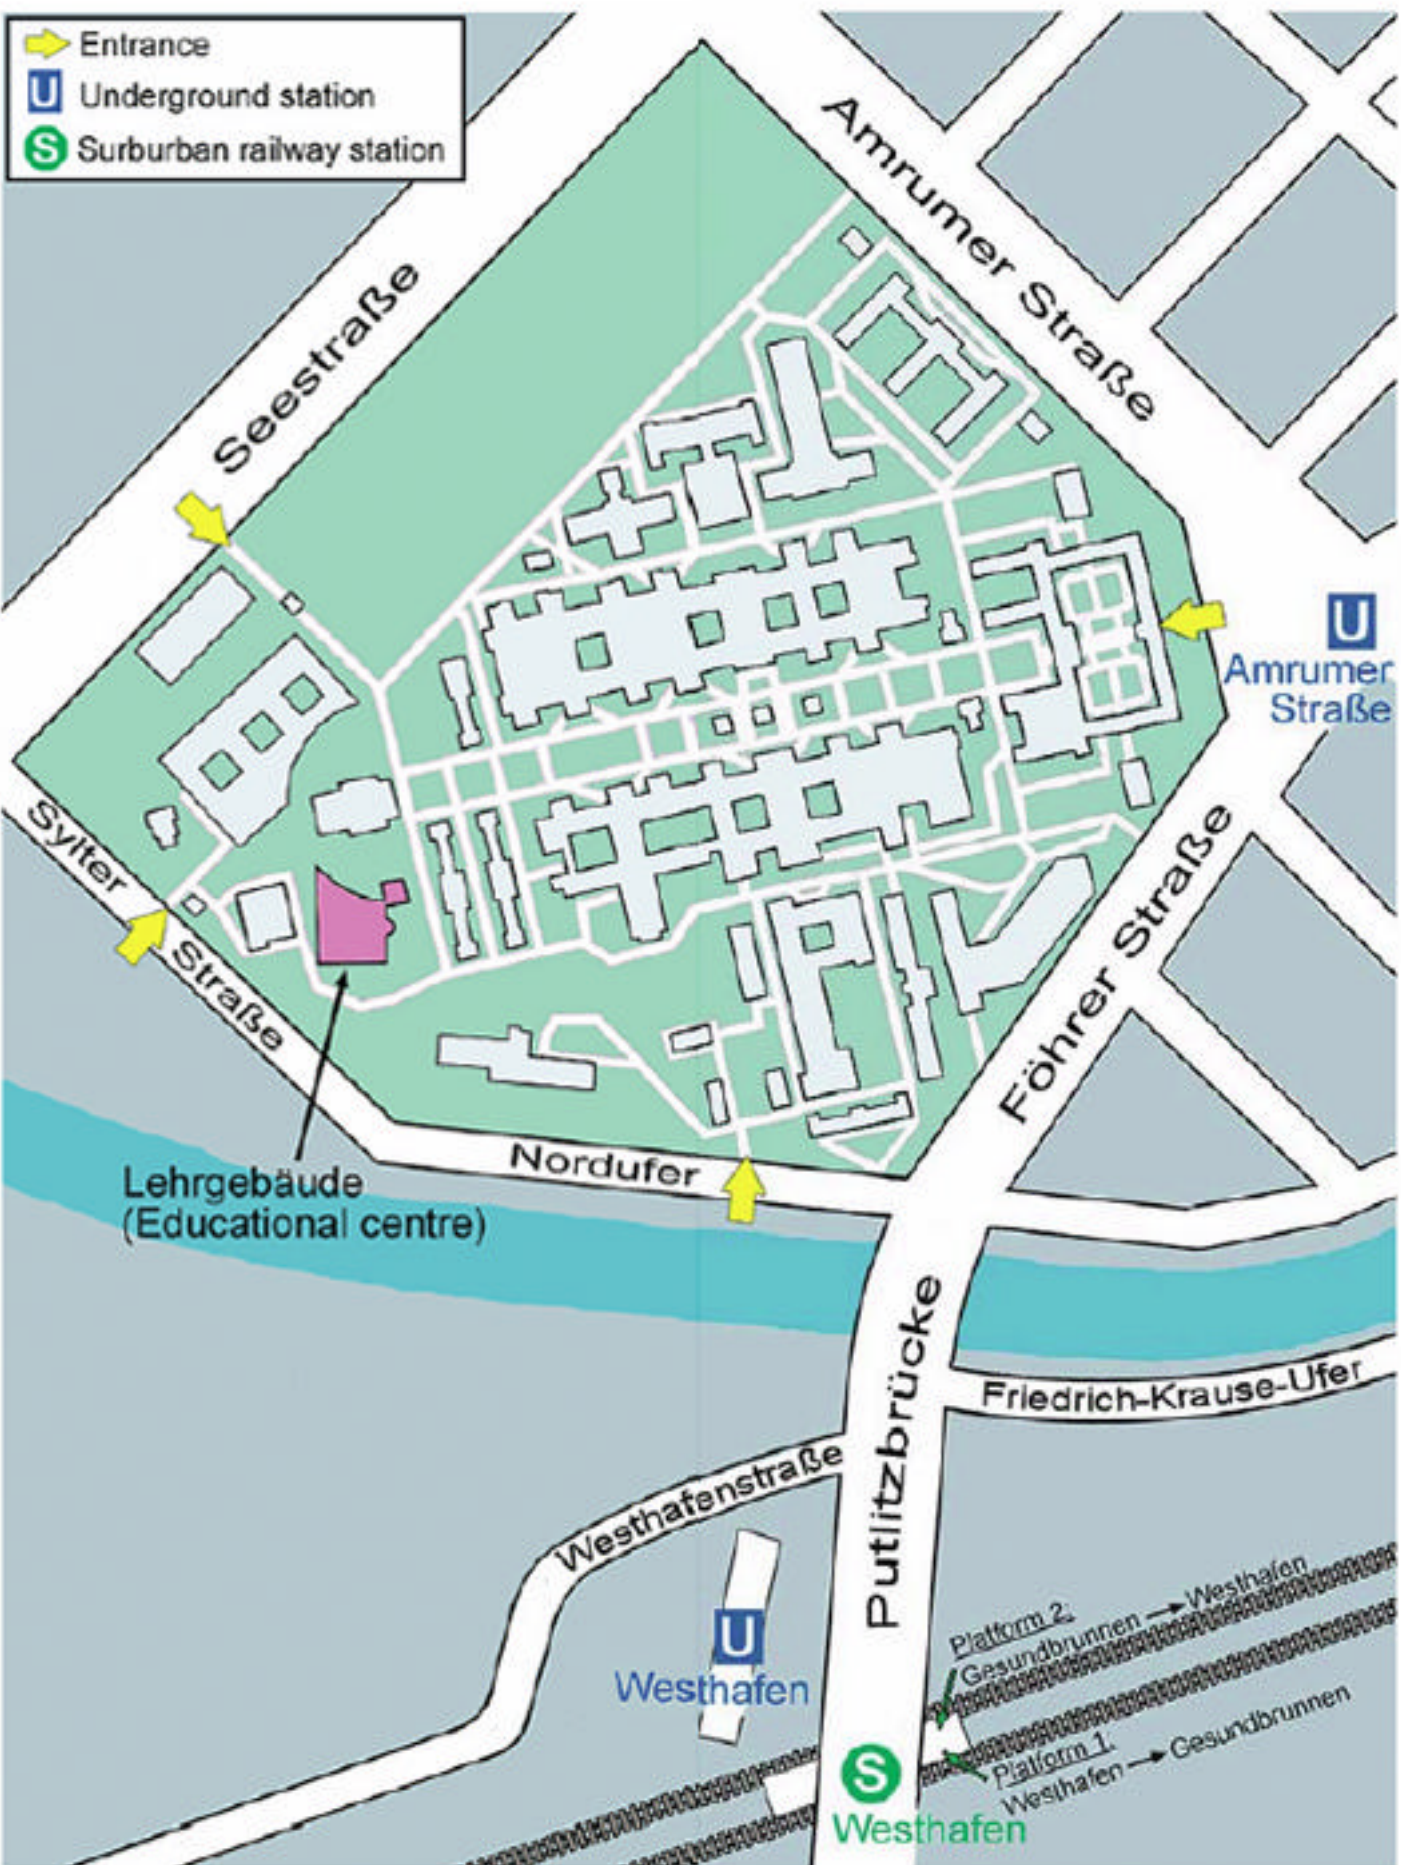 Entrance
U Underground station
S Surburban railway station
Seestraße
Amrumer Straße
U
Amrumer
Straße
Sylter Straße
Föhrer Straße
Lehrgebäude
(Educational centre)
Nordufer
Putlitzbrücke
Friedrich-Krause-Ufer
Westhafenstraße
U
Westhafen
Platform 2:
Gesundbrunnen → Westhafen
Platform 1:
Westhafen → Gesundbrunnen
S
Westhafen